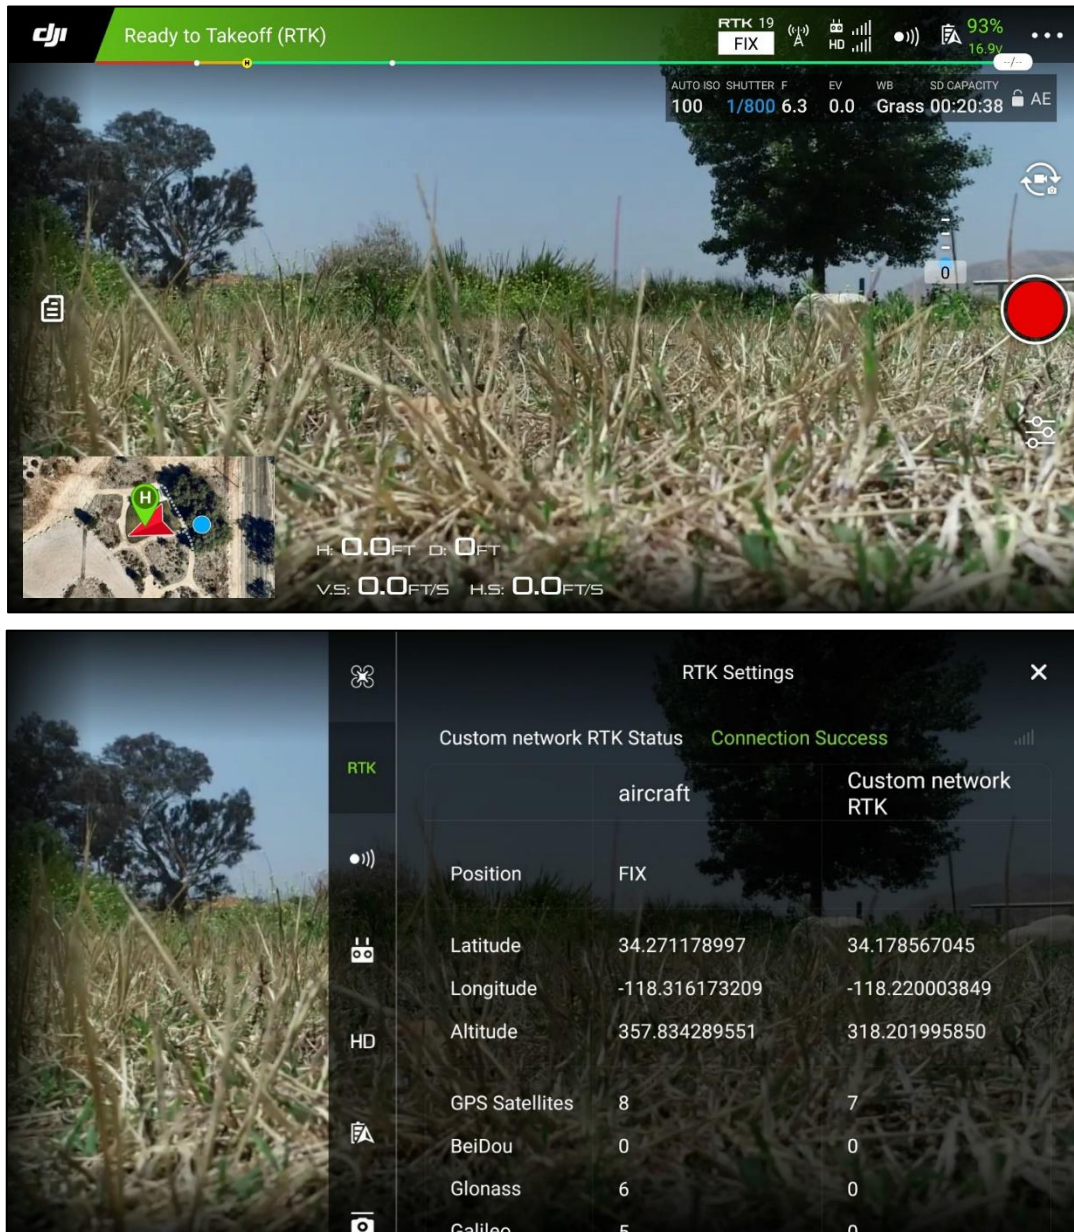 dji Ready to Takeoff (RTK) RTK 19 FIX HD 93% 16.9V
H --/--
AUTO ISO SHUTTER F EV WB SD CAPACITY
100 1/800 6.3 0.0 Grass 00:20:38 AE
0
H
H: 0.0FT D: 0FT
V.S: 0.0FT/S H.S: 0.0FT/S
RTK Settings
Custom network RTK Status Connection Success
RTK
aircraft Custom network
RTK
Position FIX
Latitude 34.271178997 34.178567045
Longitude -118.316173209 -118.220003849
HD
Altitude 357.834289551 318.201995850
GPS Satellites 8 7
BeiDou 0 0
Glonass 6 0
Galileo 5 0